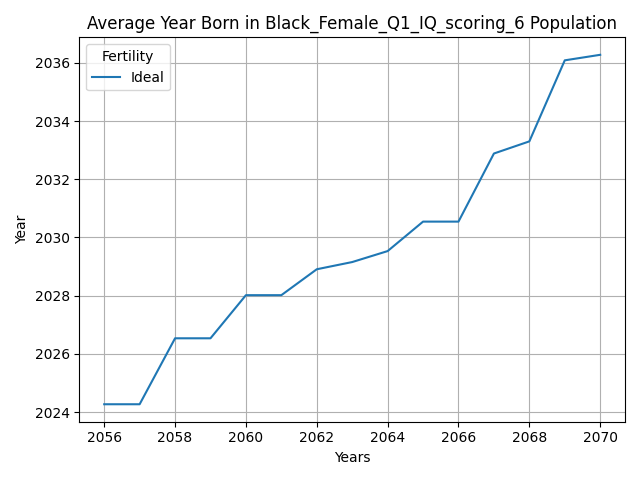 Average Year Born in Black_Female_Q1_IQ_scoring_6 Population
Fertility
Ideal
2036
2034
2032
2030
2028
2026
2024
Year
2056 2058 2060 2062 2064 2066 2068 2070
Years